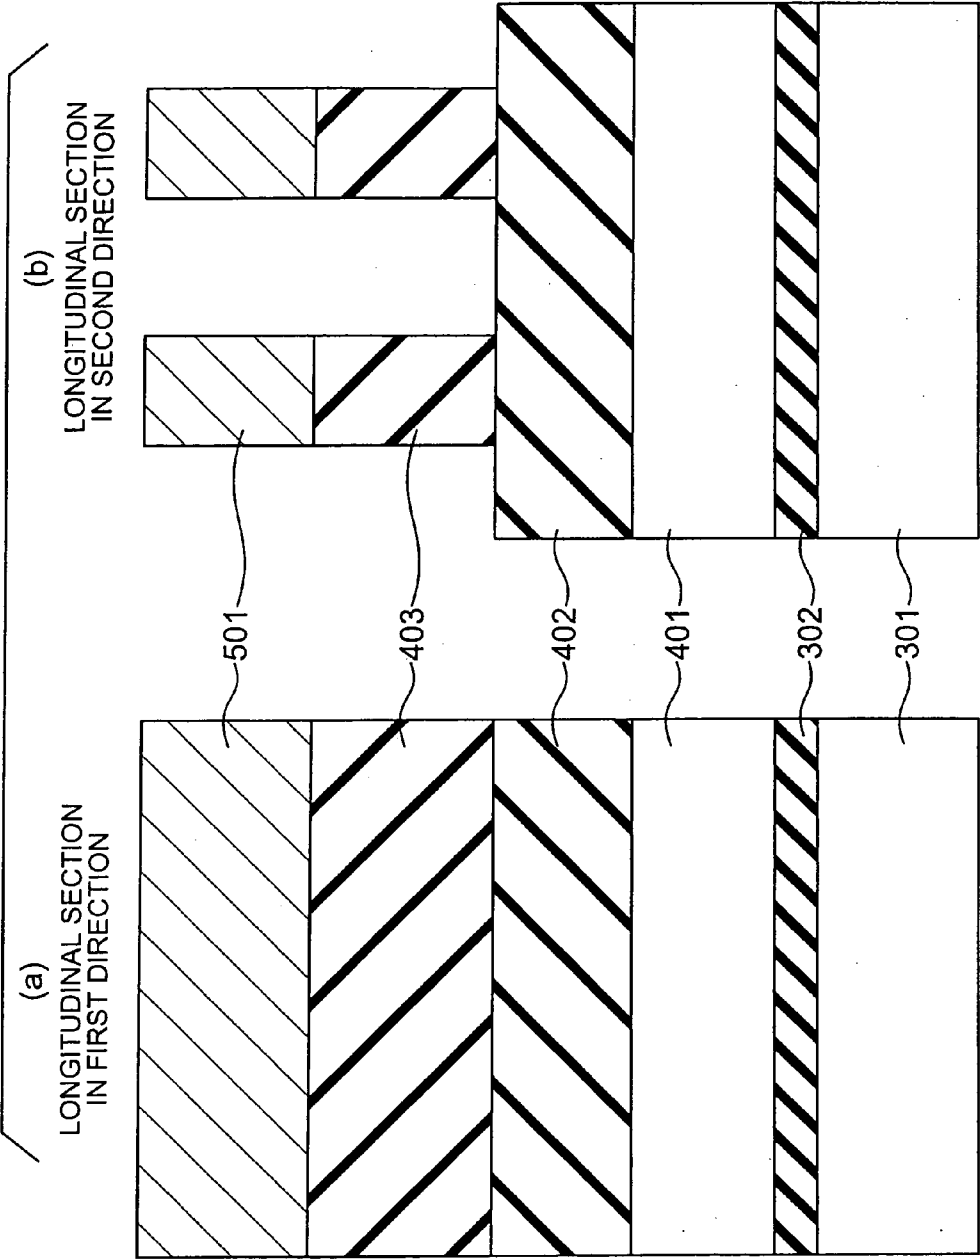 (a)
LONGITUDINAL SECTION
IN FIRST DIRECTION
(b)
LONGITUDINAL SECTION
IN SECOND DIRECTION
501
403
402
401
302
301